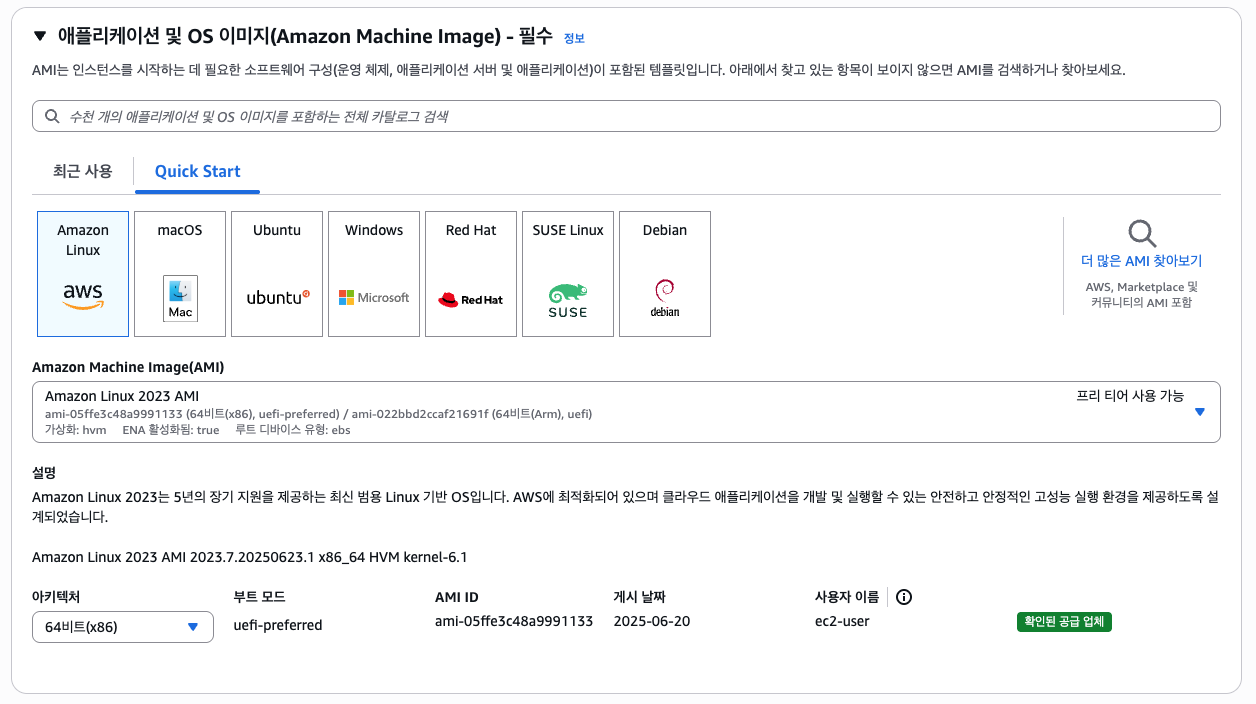 애플리케이션 및 OS 이미지(Amazon Machine Image) - 필수 정보
AMI는 인스턴스를 시작하는 데 필요한 소프트웨어 구성(운영 체제, 애플리케이션 서버 및 애플리케이션)이 포함된 템플릿입니다. 아래에서 찾고 있는 항목이 보이지 않으면 AMI를 검색하거나 찾아보세요.
수천 개의 애플리케이션 및 OS 이미지를 포함하는 전체 카탈로그 검색
최근 사용
Quick Start
Amazon
Linux
aws
macOS
Mac
Ubuntu
ubuntu
Windows
Microsoft
Red Hat
Red Hat
SUSE Linux
SUSE
Debian
debian
더 많은 AMI 찾아보기
AWS, Marketplace 및
커뮤니티의 AMI 포함
Amazon Machine Image(AMI)
Amazon Linux 2023 AMI
프리 티어 사용 가능
ami-05ffe3c48a9991133 (64비트(x86), uefi-preferred) / ami-022bbd2ccaf21691f (64비트(Arm), uefi)
가상화: hvm ENA 활성화됨: true 루트 디바이스 유형: ebs
설명
Amazon Linux 2023는 5년의 장기 지원을 제공하는 최신 범용 Linux 기반 OS입니다. AWS에 최적화되어 있으며 클라우드 애플리케이션을 개발 및 실행할 수 있는 안전하고 안정적인 고성능 실행 환경을 제공하도록 설
계되었습니다.
Amazon Linux 2023 AMI 2023.7.20250623.1 x86_64 HVM kernel-6.1
아키텍처
64비트(x86)
부트 모드
uefi-preferred
AMI ID
ami-05ffe3c48a9991133
게시 날짜
2025-06-20
사용자 이름
ec2-user
확인된 공급 업체